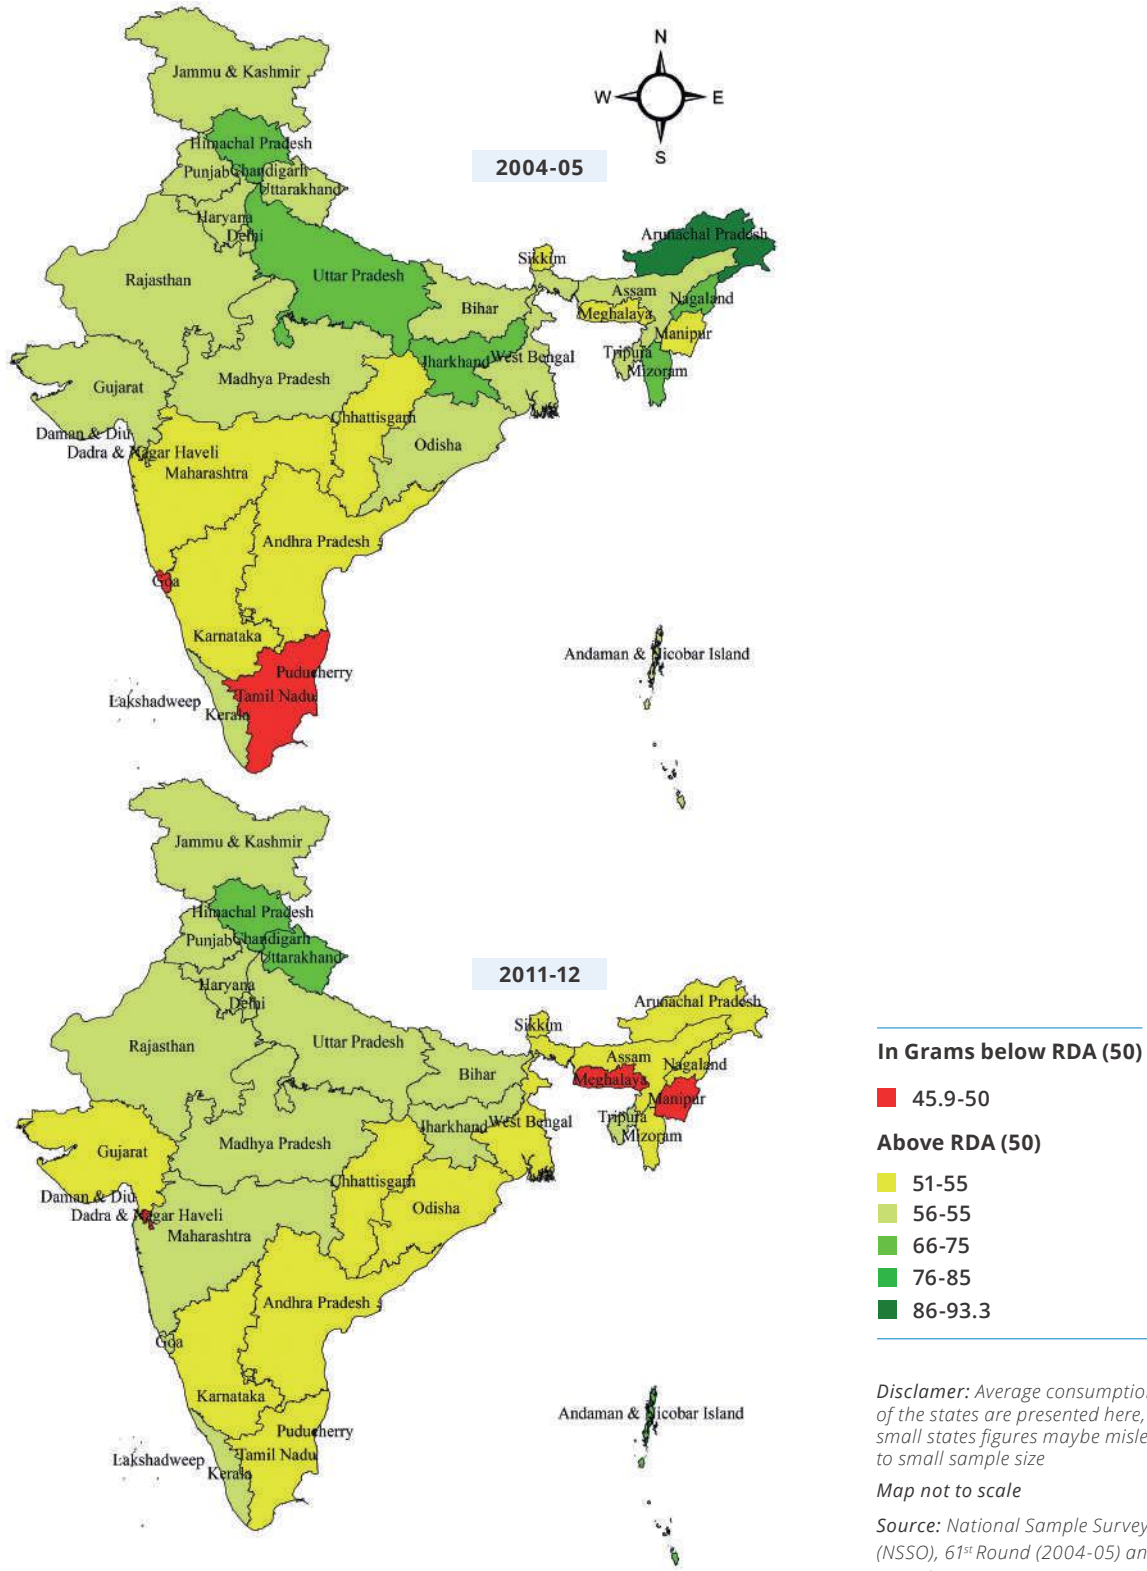 N
W E
S
2004-05
Jammu & Kashmir
Himachal Pradesh
Punjab Chandigarh
Uttarakhand
Haryana
Delhi
Arunachal Pradesh
Sikkim
Rajasthan
Uttar Pradesh
Assam
Nagaland
Bihar
Meghalaya
Manipur
Tripura
Mizoram
Jharkhand West Bengal
Gujarat
Madhya Pradesh
Chhattisgarh
Daman & Diu
Odisha
Dadra & Nagar Haveli
Maharashtra
Andhra Pradesh
Goa
Karnataka
Andaman & Nicobar Island
Puducherry
Lakshadweep
Tamil Nadu
Kerala
Jammu & Kashmir
Himachal Pradesh
Punjab Chandigarh
Uttarakhand
2011-12
Haryana
Delhi
Arunachal Pradesh
Sikkim
Rajasthan
Uttar Pradesh
Assam
Nagaland
Bihar
Meghalaya
Manipur
Tripura
Mizoram
Jharkhand West Bengal
Gujarat
Madhya Pradesh
Chhattisgarh
Daman & Diu
Odisha
Dadra & Nagar Haveli
Maharashtra
Andhra Pradesh
Goa
Karnataka
Andaman & Nicobar Island
Puducherry
Lakshadweep
Tamil Nadu
Kerala
In Grams below RDA (50)
45.9-50
Above RDA (50)
51-55
56-55
66-75
76-85
86-93.3
Disclamer: Average consumption
of the states are presented here,
small states figures maybe misle
to small sample size
Map not to scale
Source: National Sample Survey
(NSSO), 61st Round (2004-05) an